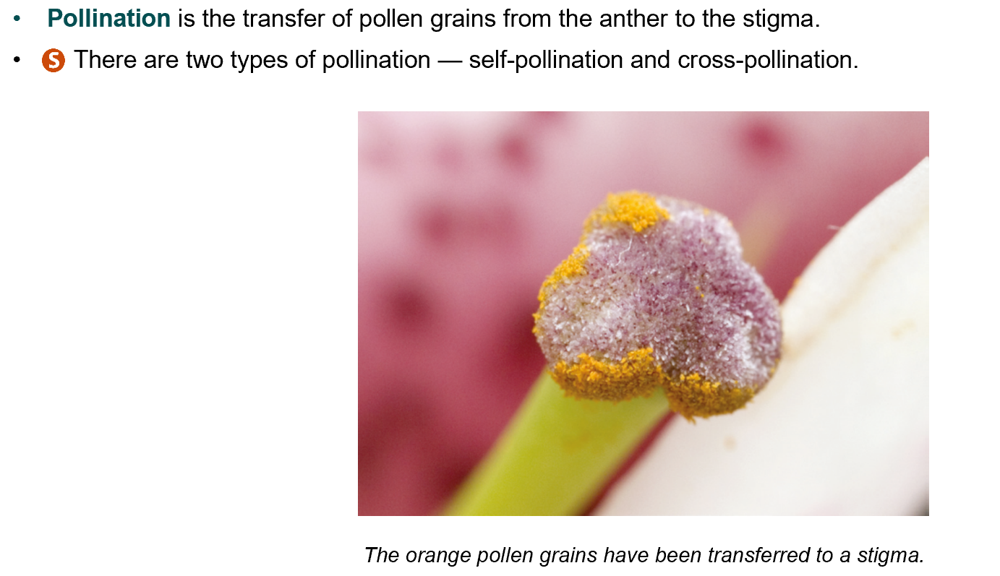 • Pollination is the transfer of pollen grains from the anther to the stigma.
• S There are two types of pollination — self-pollination and cross-pollination.
The orange pollen grains have been transferred to a stigma.